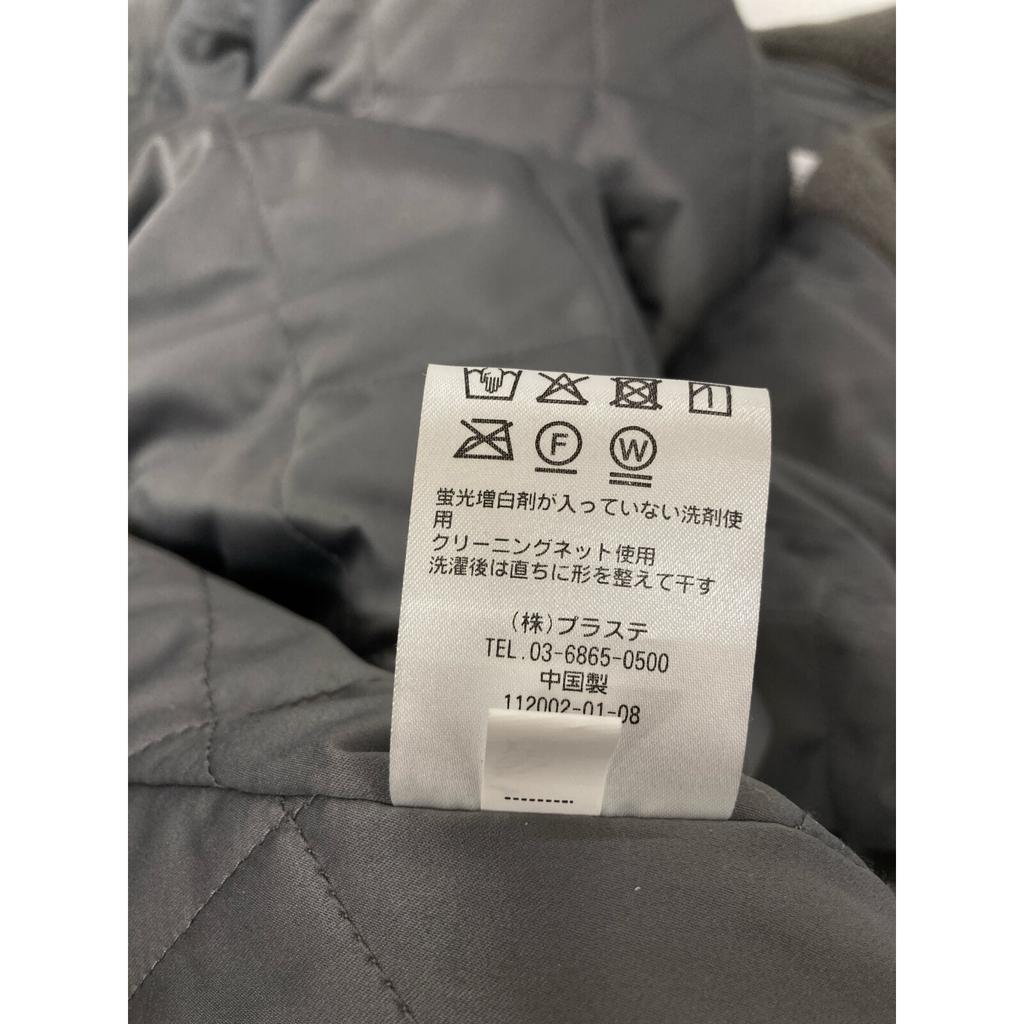 F W
蛍光増白剤が入っていない洗剤使
用
クリーニングネット使用
洗濯後は直ちに形を整えて干す
(株)プラステ
TEL.03-6865-0500
中国製
112002-01-08